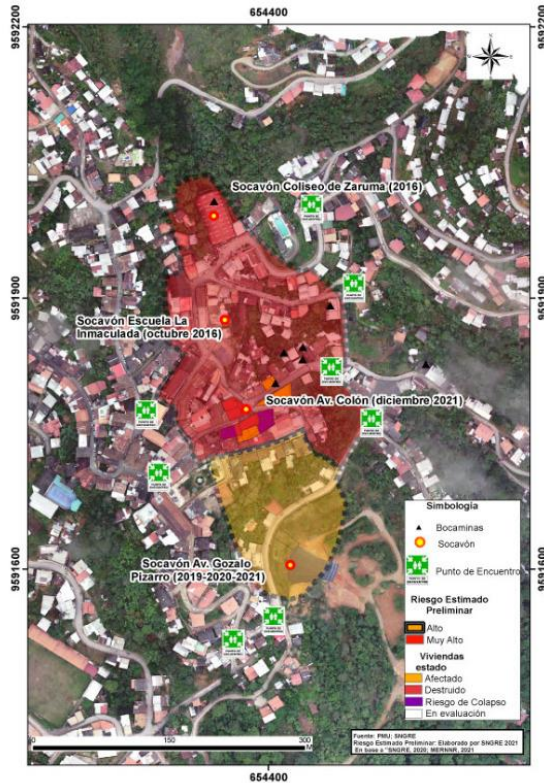 654400
9592200
9592200
Socavón Coliseo de Zaruma (2016)
9591900
9591900
Socavón Escuela La
Inmaculada (octubre 2016)
Socavón Av. Colón (diciembre 2021)
Socavón Av. Gozalo
Pizarro (2019-2020-2021)
9591600
9591600
Simbología
Bocaminas
Socavón
Punto de Encuentro
Riesgo Estimado
Preliminar
Alto
Muy Alto
Viviendas
estado
Afectado
Destruido
Riesgo de Colapso
En evaluación
0 150 300
M
Fuente: PMU; SNGRE
Riesgo Estimado Preliminar: Elaborado por SNGRE 2021
En base a "SNGRE, 2020; MERNNR, 2021
654400